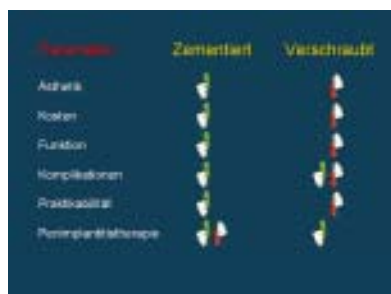 Parameter Zementiert Verschraubt
Ästhetik
Kosten
Funktion
Komplikationen
Praktikabilität
Periimplantitistherapie